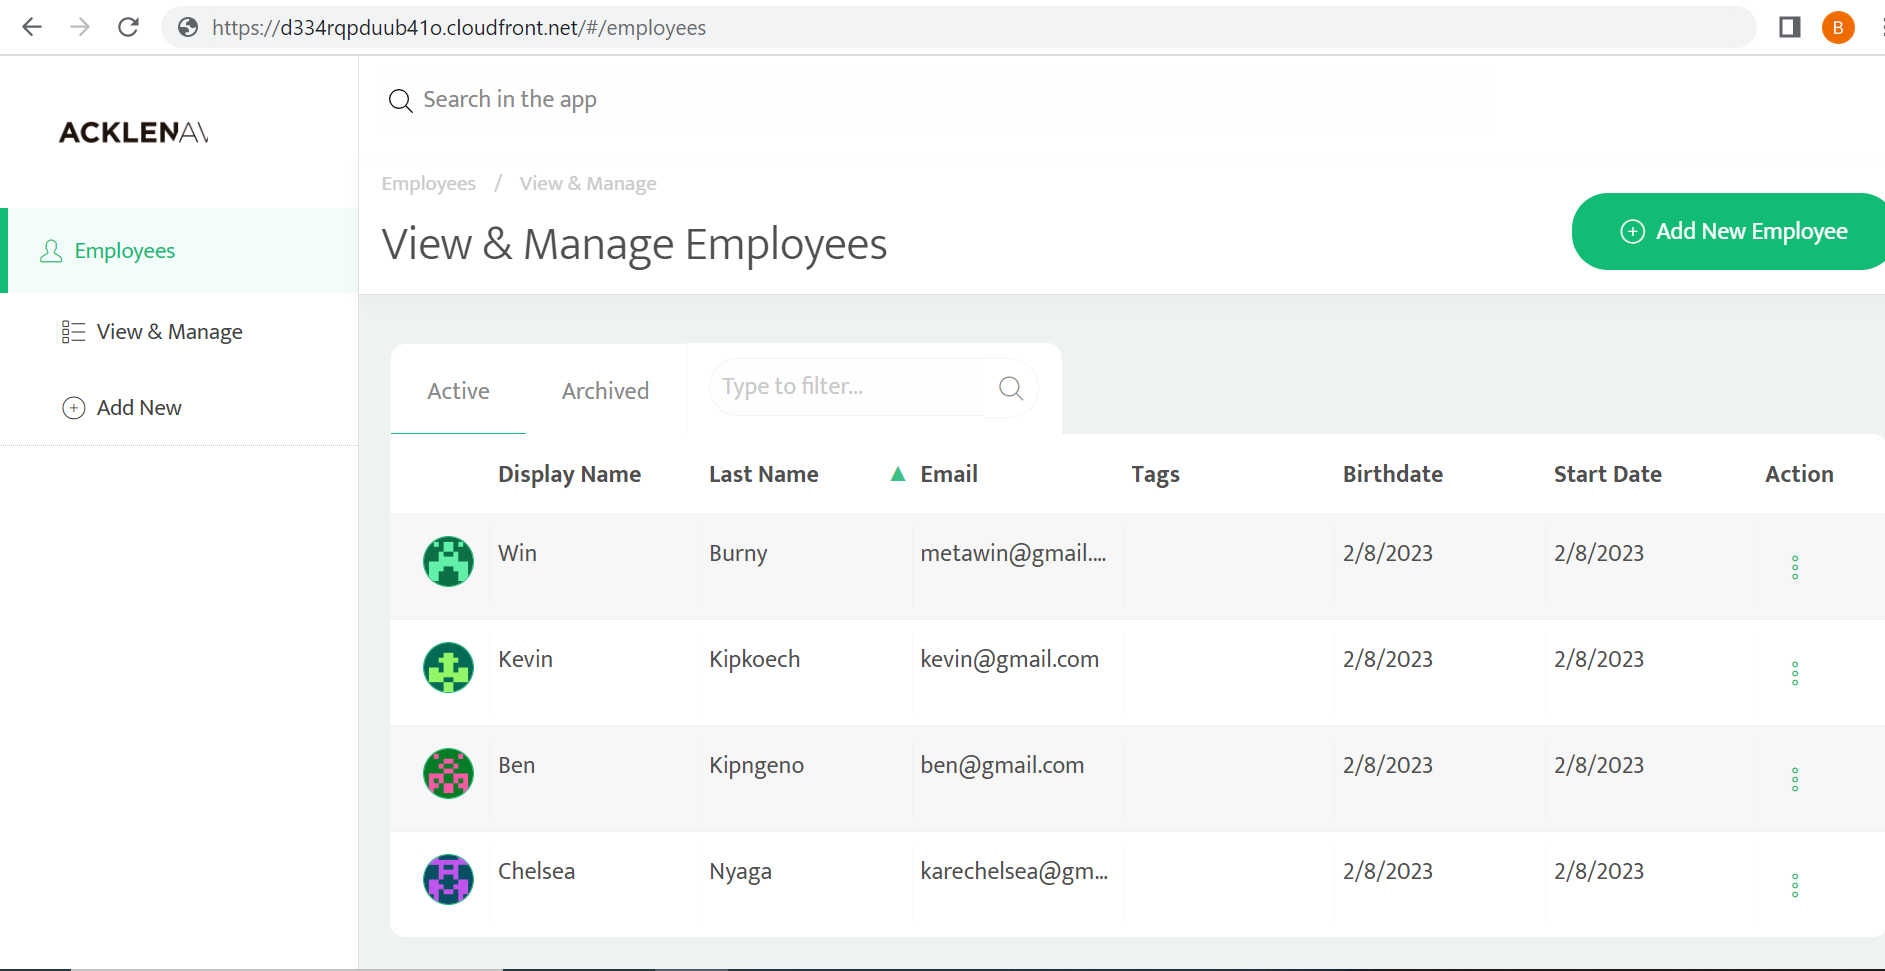 https://d334rqpduub41o.cloudfront.net/#/employees
B
ACKLENAV
Search in the app
Employees / View & Manage
View & Manage Employees
Add New Employee
Employees
View & Manage
Add New
Active Archived Type to filter...
Display Name Last Name ▲ Email Tags Birthdate Start Date Action
Win Burny metawin@gmail.... 2/8/2023 2/8/2023
Kevin Kipkoech kevin@gmail.com 2/8/2023 2/8/2023
Ben Kipngeno ben@gmail.com 2/8/2023 2/8/2023
Chelsea Nyaga karechelsea@gm... 2/8/2023 2/8/2023